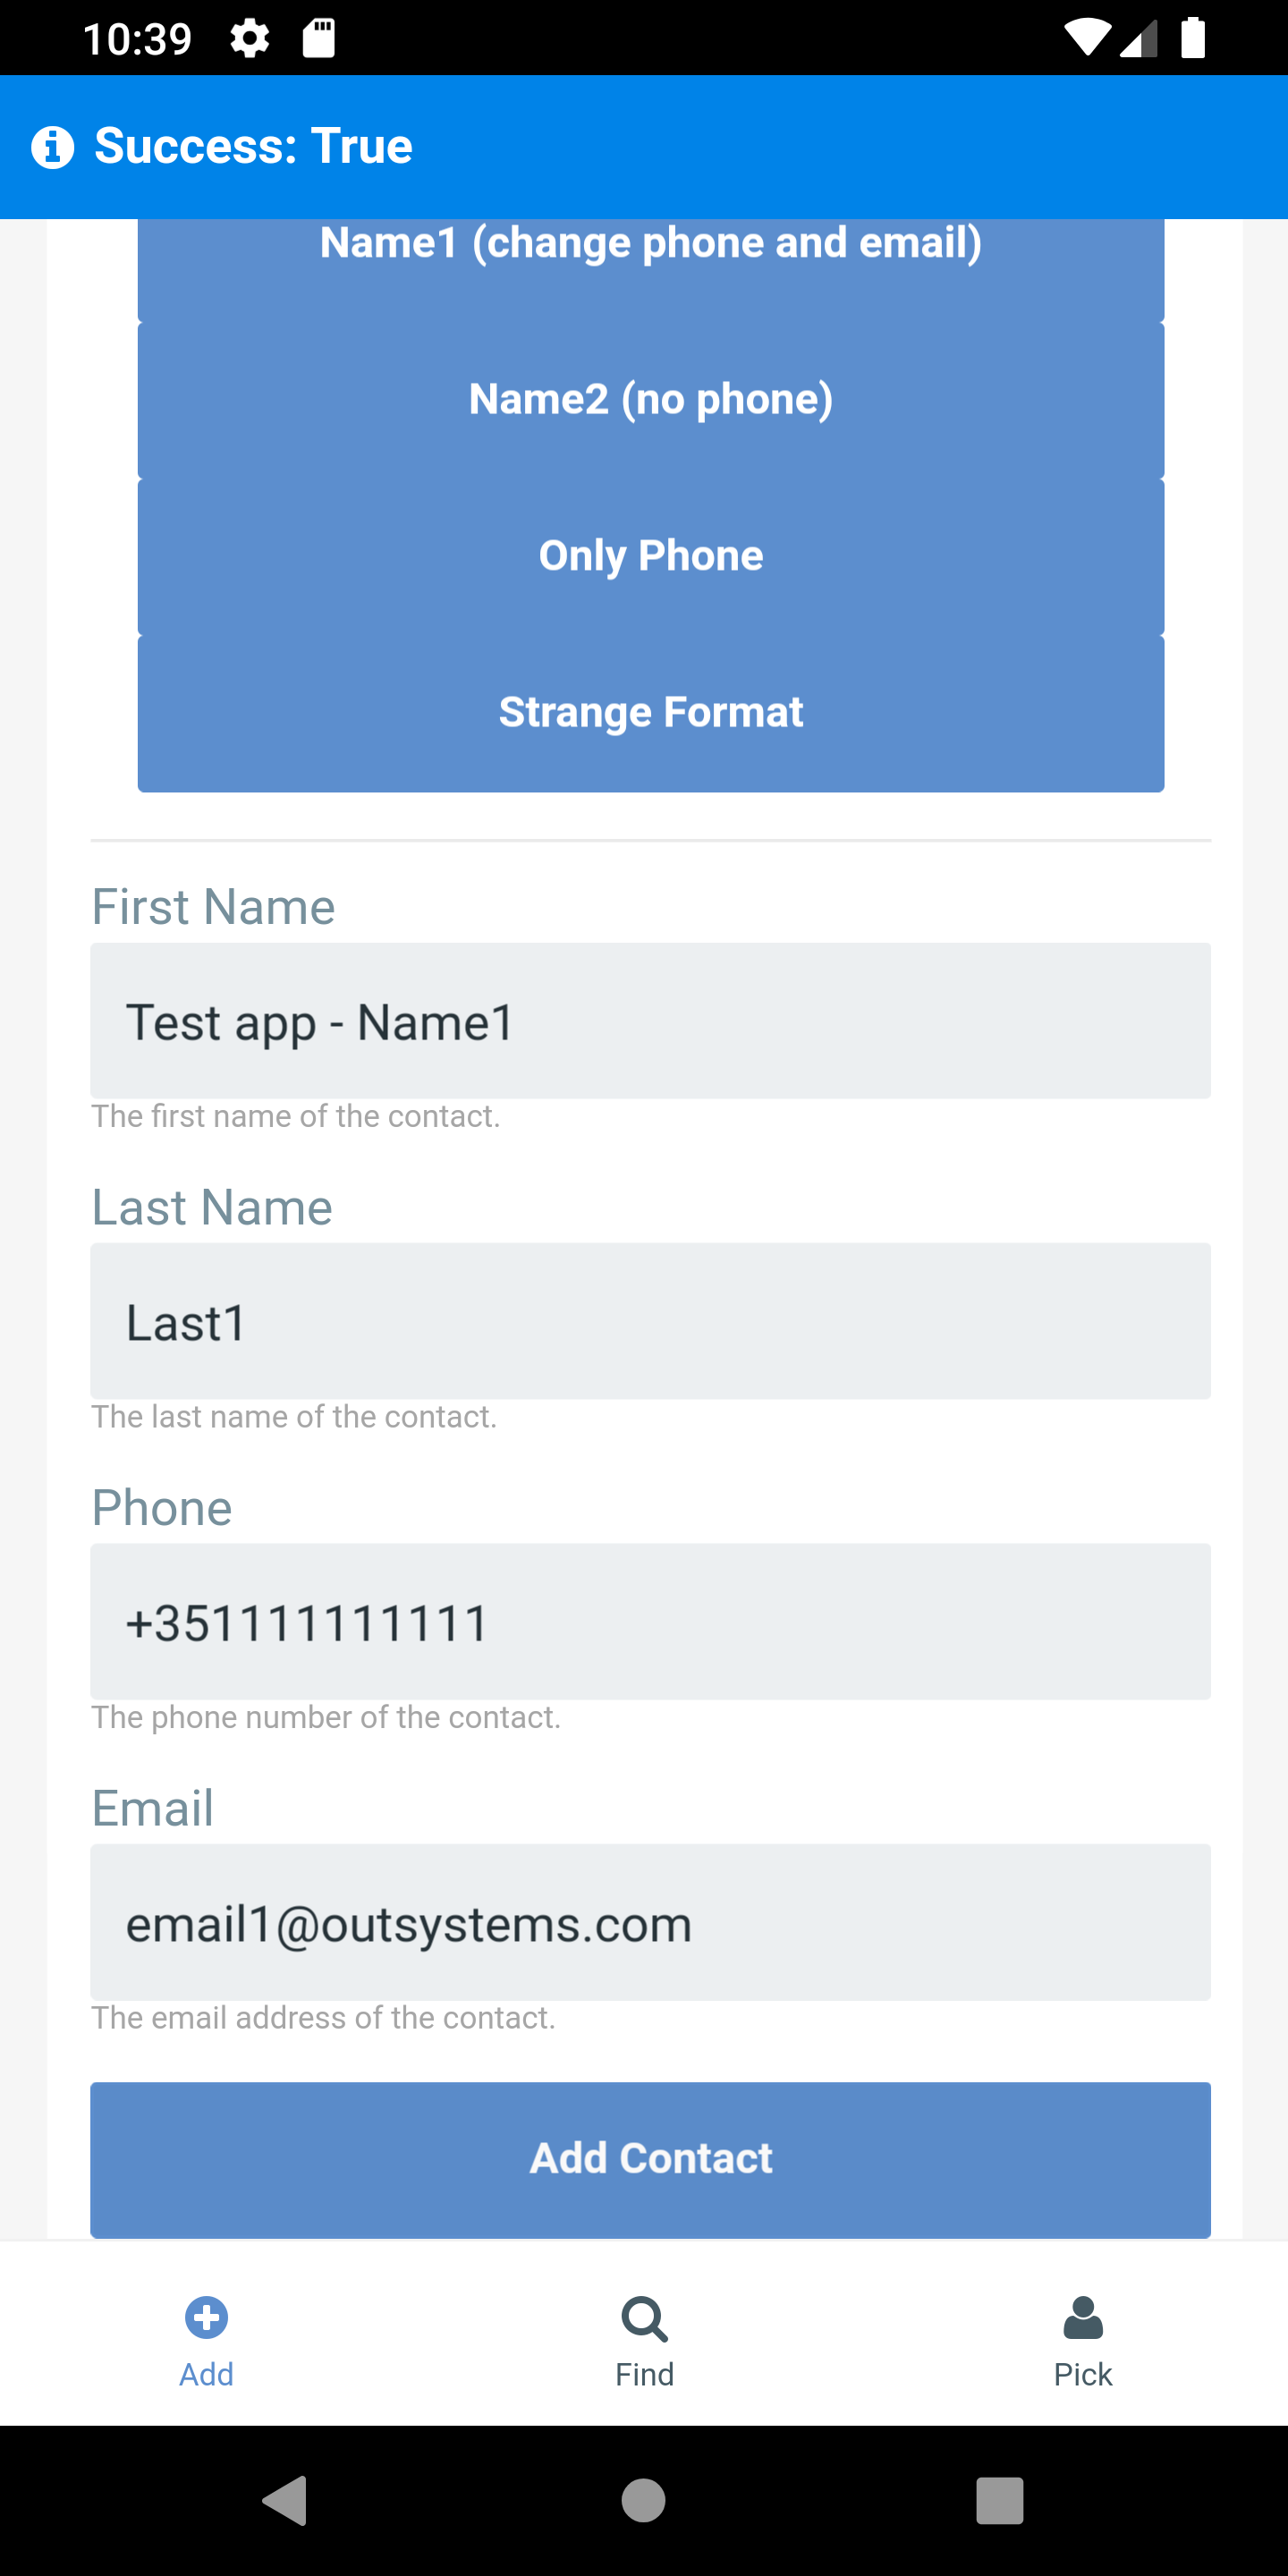 10:39
Success: True
Name1 (change phone and email)
Name2 (no phone)
Only Phone
Strange Format
First Name
Test app - Name1
The first name of the contact.
Last Name
Last1
The last name of the contact.
Phone
+351111111111
The phone number of the contact.
Email
email1@outsystems.com
The email address of the contact.
Add Contact
Add Find Pick